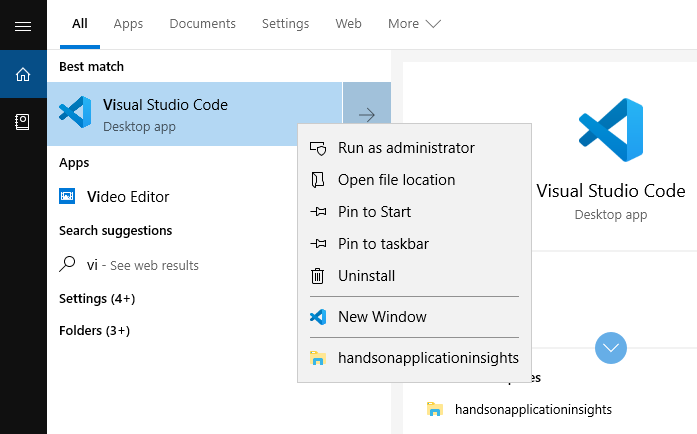 All Apps Documents Settings Web More
Best match
Visual Studio Code
Desktop app
Apps
Video Editor
Search suggestions
vi - See web results
Settings (4+)
Folders (3+)
Run as administrator
Open file location
Pin to Start
Pin to taskbar
Uninstall
New Window
handsonapplicationinsights
Visual Studio Code
Desktop app
handsonapplicationinsights